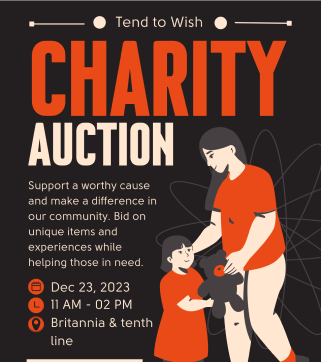 Tend to Wish
CHARITY
AUCTION
Support a worthy cause
and make a difference in
our community. Bid on
unique items and
experiences while
helping those in need.
Dec 23, 2023
11 AM - 02 PM
Britannia & tenth
line